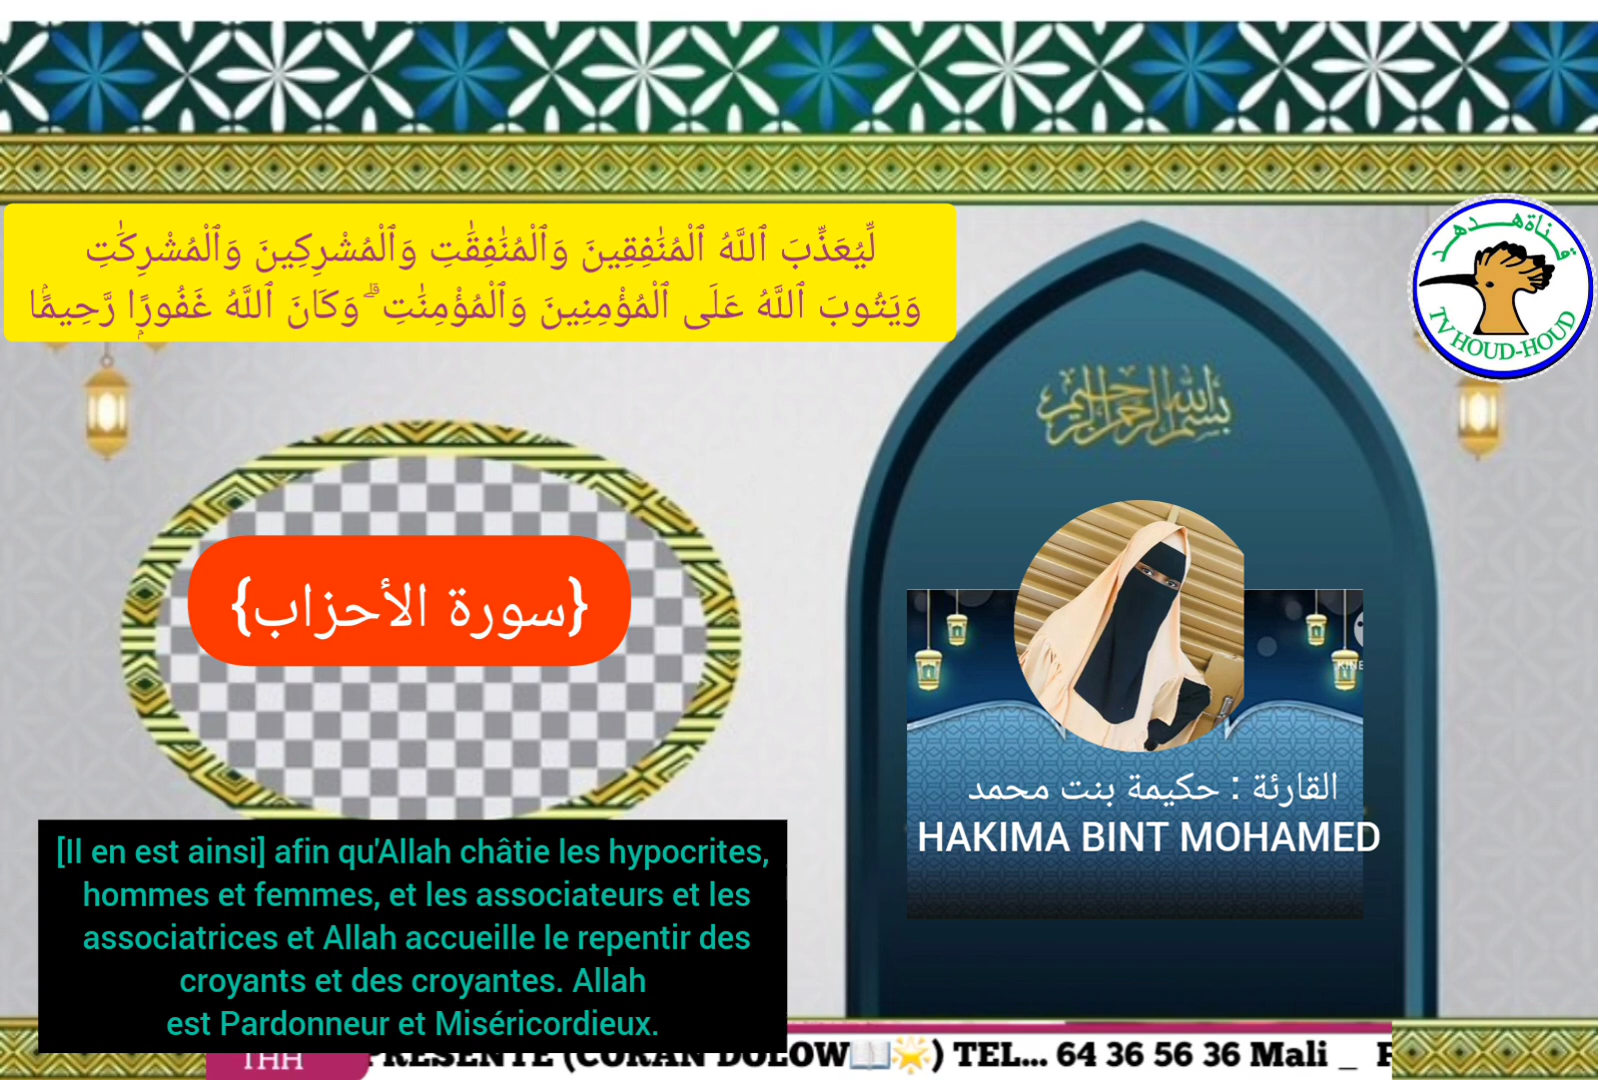 لِّيُعَذِّبَ ٱللَّهُ ٱلْمُنَٰفِقِينَ وَٱلْمُنَٰفِقَٰتِ وَٱلْمُشْرِكِينَ وَٱلْمُشْرِكَٰتِ
وَيَتُوبَ ٱللَّهُ عَلَى ٱلْمُؤْمِنِينَ وَٱلْمُؤْمِنَٰتِ ۗ وَكَانَ ٱللَّهُ غَفُورًا رَّحِيمًا
قناة هدهد
TV HOUD-HOUD
بسم الله الرحمن الرحيم
{سورة الأحزاب}
القارئة : حكيمة بنت محمد
HAKIMA BINT MOHAMED
[Il en est ainsi] afin qu'Allah châtie les hypocrites,
hommes et femmes, et les associateurs et les
associatrices et Allah accueille le repentir des
croyants et des croyantes. Allah
est Pardonneur et Miséricordieux.
THH
PRESENTE (CORAN DOLOW📖🌟) TEL... 64 36 56 36 Mali _